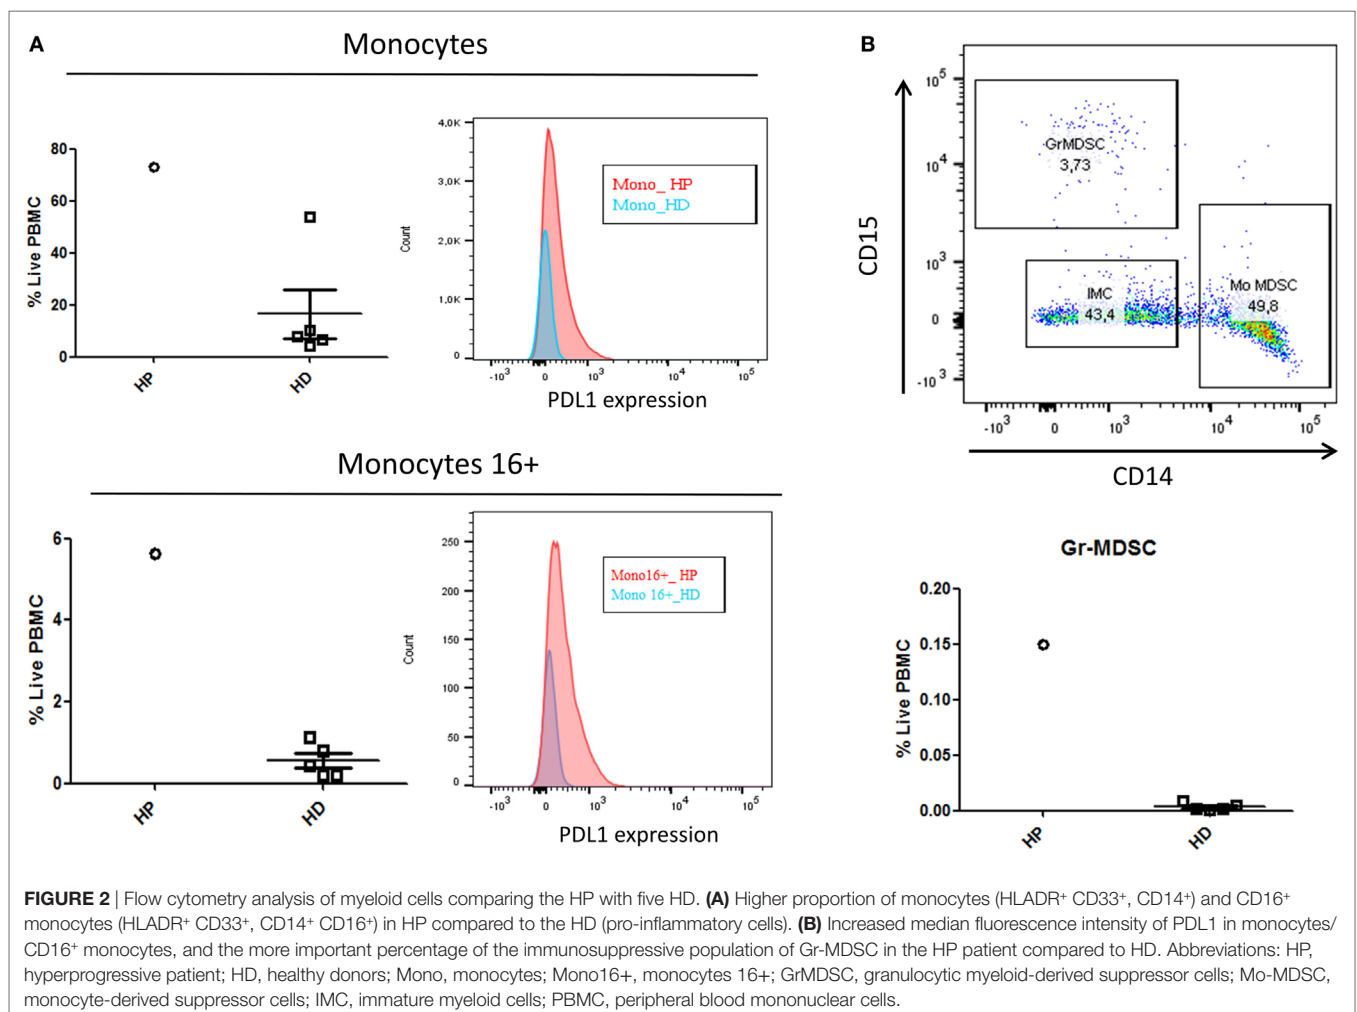 A
Monocytes
80
60
40
20
0
% Live PBMC
HP
HD
4,0K
3,0K
2,0K
1,0K
0
Count
Mono_ HP
Mono_HD
-10³ 0 10³ 10⁴ 10⁵
PDL1 expression
Monocytes 16+
6
4
2
0
% Live PBMC
HP
HD
250
200
150
100
50
0
Count
Mono16+_ HP
Mono 16+_HD
-10³ 0 10³ 10⁴ 10⁵
PDL1 expression
B
10⁵
10⁴
10³
0
-10³
CD15
GrMDSC
3,73
IMC
43,4
Mo MDSC
49,8
-10³ 0 10³ 10⁴ 10⁵
CD14
Gr-MDSC
0.20
0.15
0.10
0.05
0.00
% Live PBMC
HP
HD
FIGURE 2 | Flow cytometry analysis of myeloid cells comparing the HP with five HD. (A) Higher proportion of monocytes (HLADR⁺ CD33⁺, CD14⁺) and CD16⁺
monocytes (HLADR⁺ CD33⁺, CD14⁺ CD16⁺) in HP compared to the HD (pro-inflammatory cells). (B) Increased median fluorescence intensity of PDL1 in monocytes/
CD16⁺ monocytes, and the more important percentage of the immunosuppressive population of Gr-MDSC in the HP patient compared to HD. Abbreviations: HP,
hyperprogressive patient; HD, healthy donors; Mono, monocytes; Mono16+, monocytes 16+; GrMDSC, granulocytic myeloid-derived suppressor cells; Mo-MDSC,
monocyte-derived suppressor cells; IMC, immature myeloid cells; PBMC, peripheral blood mononuclear cells.